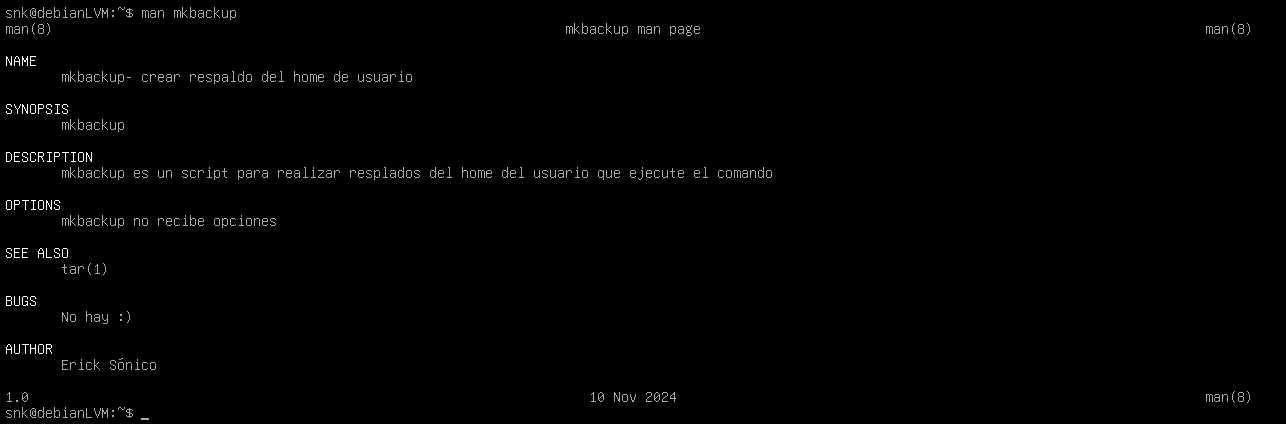 snk@debianLVM:~$ man mkbackup
man(8) mkbackup man page man(8)
NAME
mkbackup- crear respaldo del home de usuario
SYNOPSIS
mkbackup
DESCRIPTION
mkbackup es un script para realizar resplados del home del usuario que ejecute el comando
OPTIONS
mkbackup no recibe opciones
SEE ALSO
tar(1)
BUGS
No hay :)
AUTHOR
Erick Sónico
1.0 10 Nov 2024 man(8)
snk@debianLVM:~$ _